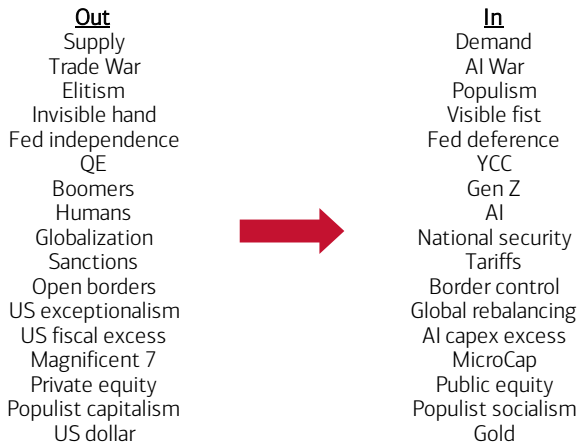 Out
Supply
Trade War
Elitism
Invisible hand
Fed independence
QE
Boomers
Humans
Globalization
Sanctions
Open borders
US exceptionalism
US fiscal excess
Magnificent 7
Private equity
Populist capitalism
US dollar
In
Demand
AI War
Populism
Visible fist
Fed deference
YCC
Gen Z
AI
National security
Tariffs
Border control
Global rebalancing
AI capex excess
MicroCap
Public equity
Populist socialism
Gold